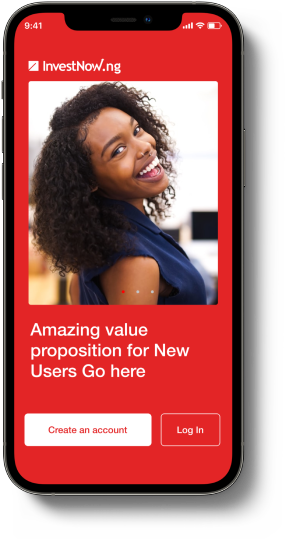 9:41
InvestNow.ng
Amazing value
proposition for New
Users Go here
Create an account
Log In